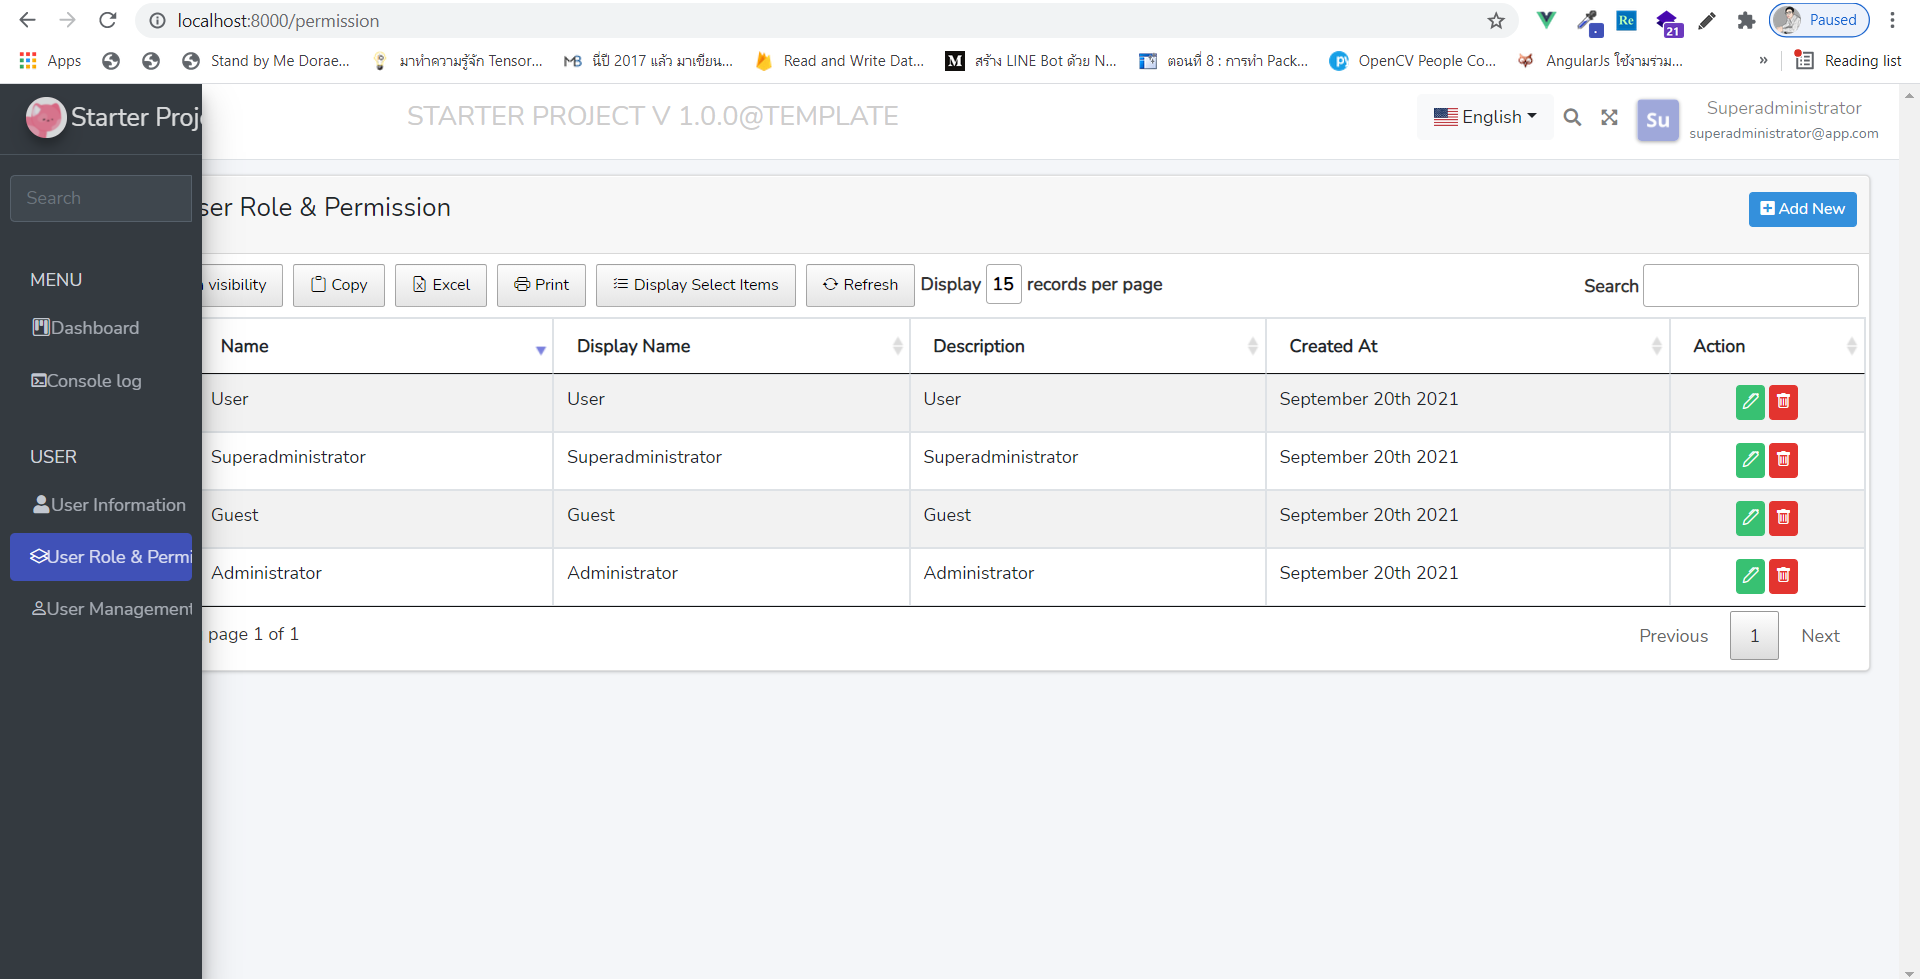 localhost:8000/permission
Re
21
Paused
Apps
Stand by Me Dorae...
มาทำความรู้จัก Tensor...
MB นี่ปี 2017 แล้ว มาเขียน...
Read and Write Dat...
M สร้าง LINE Bot ด้วย N...
ตอนที่ 8 : การทำ Pack...
OpenCV People Co...
AngularJs ใช้งามร่วม...
»
Reading list
Starter Proj
STARTER PROJECT V 1.0.0@TEMPLATE
English
Su
Superadministrator
superadministrator@app.com
Search
ser Role & Permission
Add New
MENU
Dashboard
Console log
USER
User Information
User Role & Permi
User Management
visibility
Copy
Excel
Print
Display Select Items
Refresh
Display 15 records per page
Search
Name
Display Name
Description
Created At
Action
User
User
User
September 20th 2021
Superadministrator
Superadministrator
Superadministrator
September 20th 2021
Guest
Guest
Guest
September 20th 2021
Administrator
Administrator
Administrator
September 20th 2021
page 1 of 1
Previous
1
Next